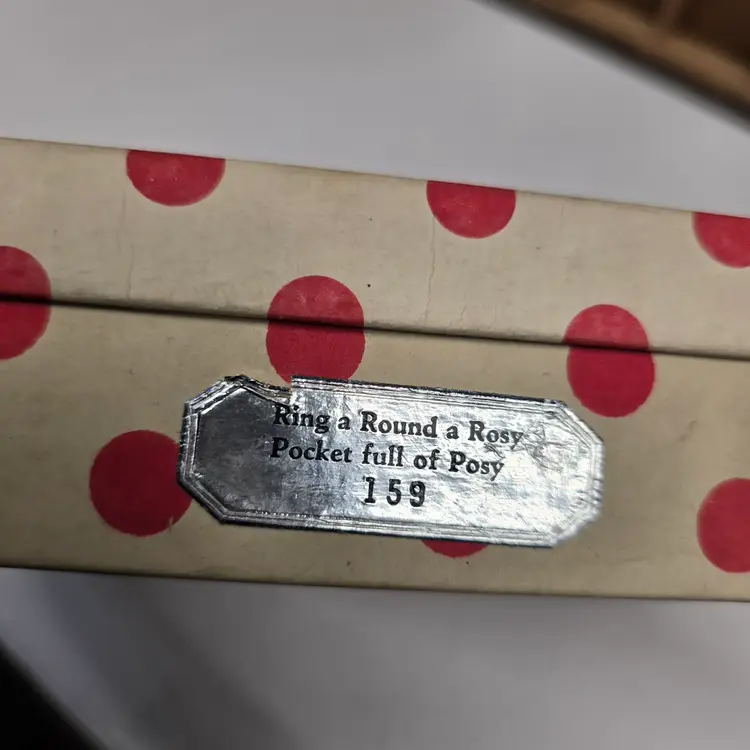 Ring a Round a Rosy
Pocket full of Posy
159